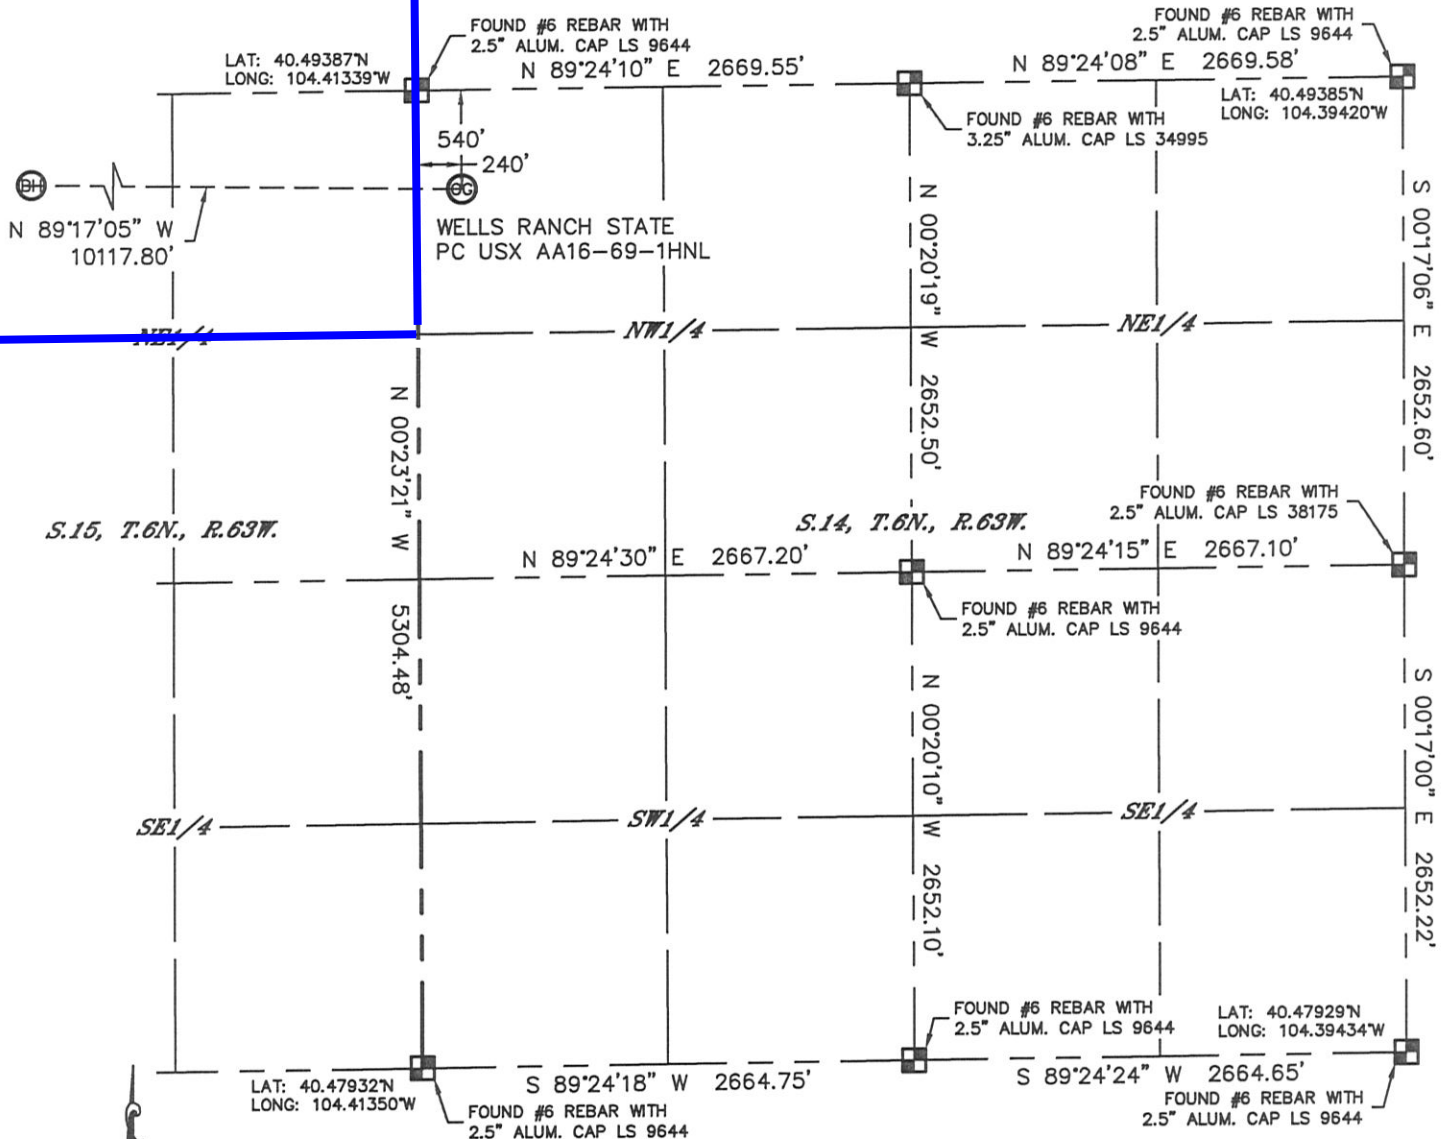 FOUND #6 REBAR WITH
2.5" ALUM. CAP LS 9644
FOUND #6 REBAR WITH
2.5" ALUM. CAP LS 9644
LAT: 40.49387°N
LONG: 104.41339°W
N 89°24'10" E 2669.55'
N 89°24'08" E 2669.58'
LAT: 40.49385°N
LONG: 104.39420°W
FOUND #6 REBAR WITH
3.25" ALUM. CAP LS 34995
540'
240'
BH
OG
N 89°17'05" W
10117.80'
WELLS RANCH STATE
PC USX AA16-69-1HNL
N 00°20'19" W 2652.50'
S 00°17'06" E 2652.60'
NE1/4
NW1/4
NE1/4
N 00°23'21" W 5304.48'
S.15, T.6N., R.63W.
S.14, T.6N., R.63W.
FOUND #6 REBAR WITH
2.5" ALUM. CAP LS 38175
N 89°24'30" E 2667.20'
N 89°24'15" E 2667.10'
FOUND #6 REBAR WITH
2.5" ALUM. CAP LS 9644
N 00°20'10" W 2652.10'
S 00°17'00" E 2652.22'
SE1/4
SW1/4
SE1/4
FOUND #6 REBAR WITH
2.5" ALUM. CAP LS 9644
LAT: 40.47929°N
LONG: 104.39434°W
LAT: 40.47932°N
LONG: 104.41350°W
S 89°24'18" W 2664.75'
S 89°24'24" W 2664.65'
FOUND #6 REBAR WITH
2.5" ALUM. CAP LS 9644
FOUND #6 REBAR WITH
2.5" ALUM. CAP LS 9644